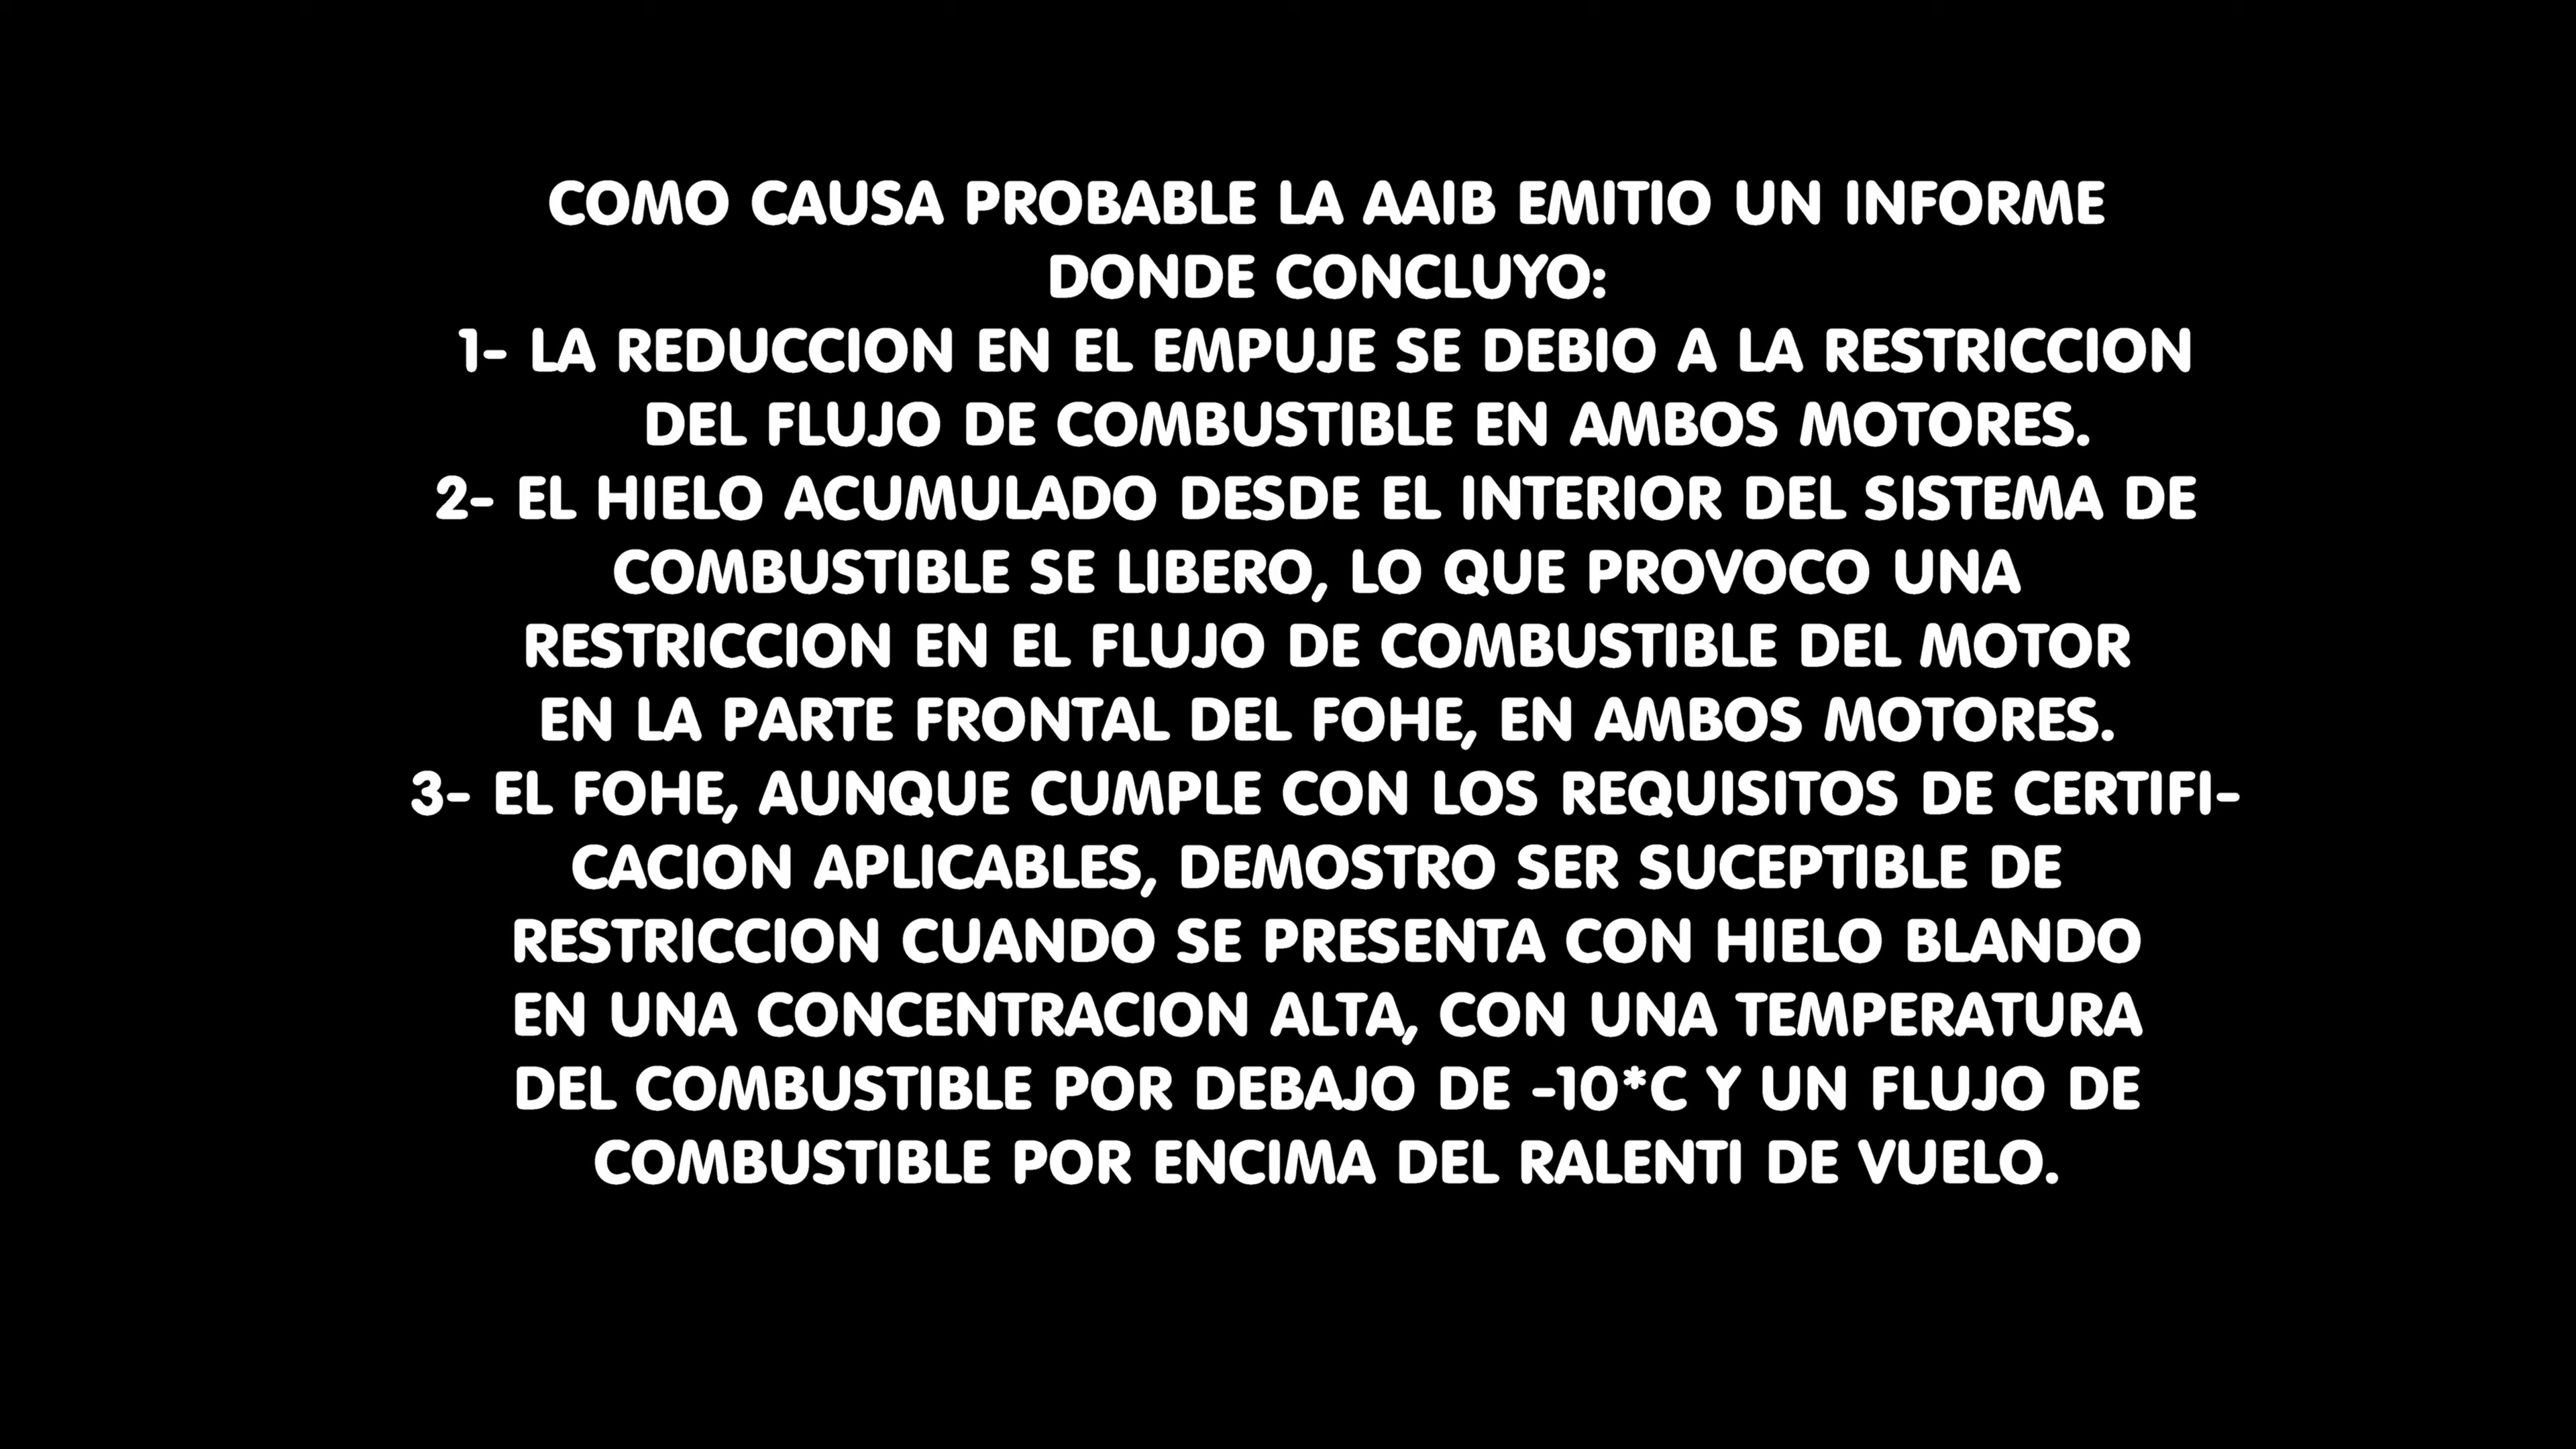 COMO CAUSA PROBABLE LA AAIB EMITIO UN INFORME
DONDE CONCLUYO:
1- LA REDUCCION EN EL EMPUJE SE DEBIO A LA RESTRICCION
DEL FLUJO DE COMBUSTIBLE EN AMBOS MOTORES.
2- EL HIELO ACUMULADO DESDE EL INTERIOR DEL SISTEMA DE
COMBUSTIBLE SE LIBERO, LO QUE PROVOCO UNA
RESTRICCION EN EL FLUJO DE COMBUSTIBLE DEL MOTOR
EN LA PARTE FRONTAL DEL FOHE, EN AMBOS MOTORES.
3- EL FOHE, AUNQUE CUMPLE CON LOS REQUISITOS DE CERTIFI-
CACION APLICABLES, DEMOSTRO SER SUCEPTIBLE DE
RESTRICCION CUANDO SE PRESENTA CON HIELO BLANDO
EN UNA CONCENTRACION ALTA, CON UNA TEMPERATURA
DEL COMBUSTIBLE POR DEBAJO DE -10*C Y UN FLUJO DE
COMBUSTIBLE POR ENCIMA DEL RALENTI DE VUELO.